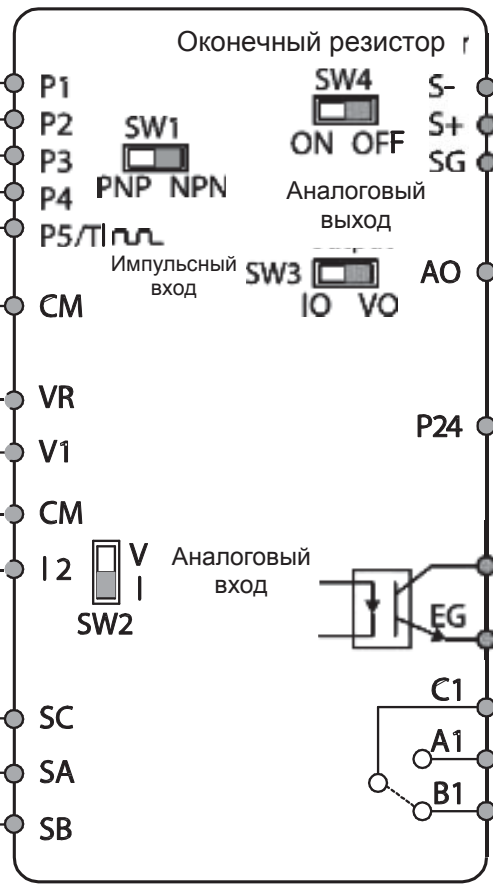 Оконечный резистор
SW4
ON OFF
S-
S+
SG
P1
P2
P3
P4
P5/TI
SW1
PNP NPN
Импульсный
вход
Аналоговый
выход
SW3
IO VO
AO
CM
VR
V1
CM
I2
P24
V
I
SW2
Аналоговый
вход
EG
C1
A1
B1
SC
SA
SB